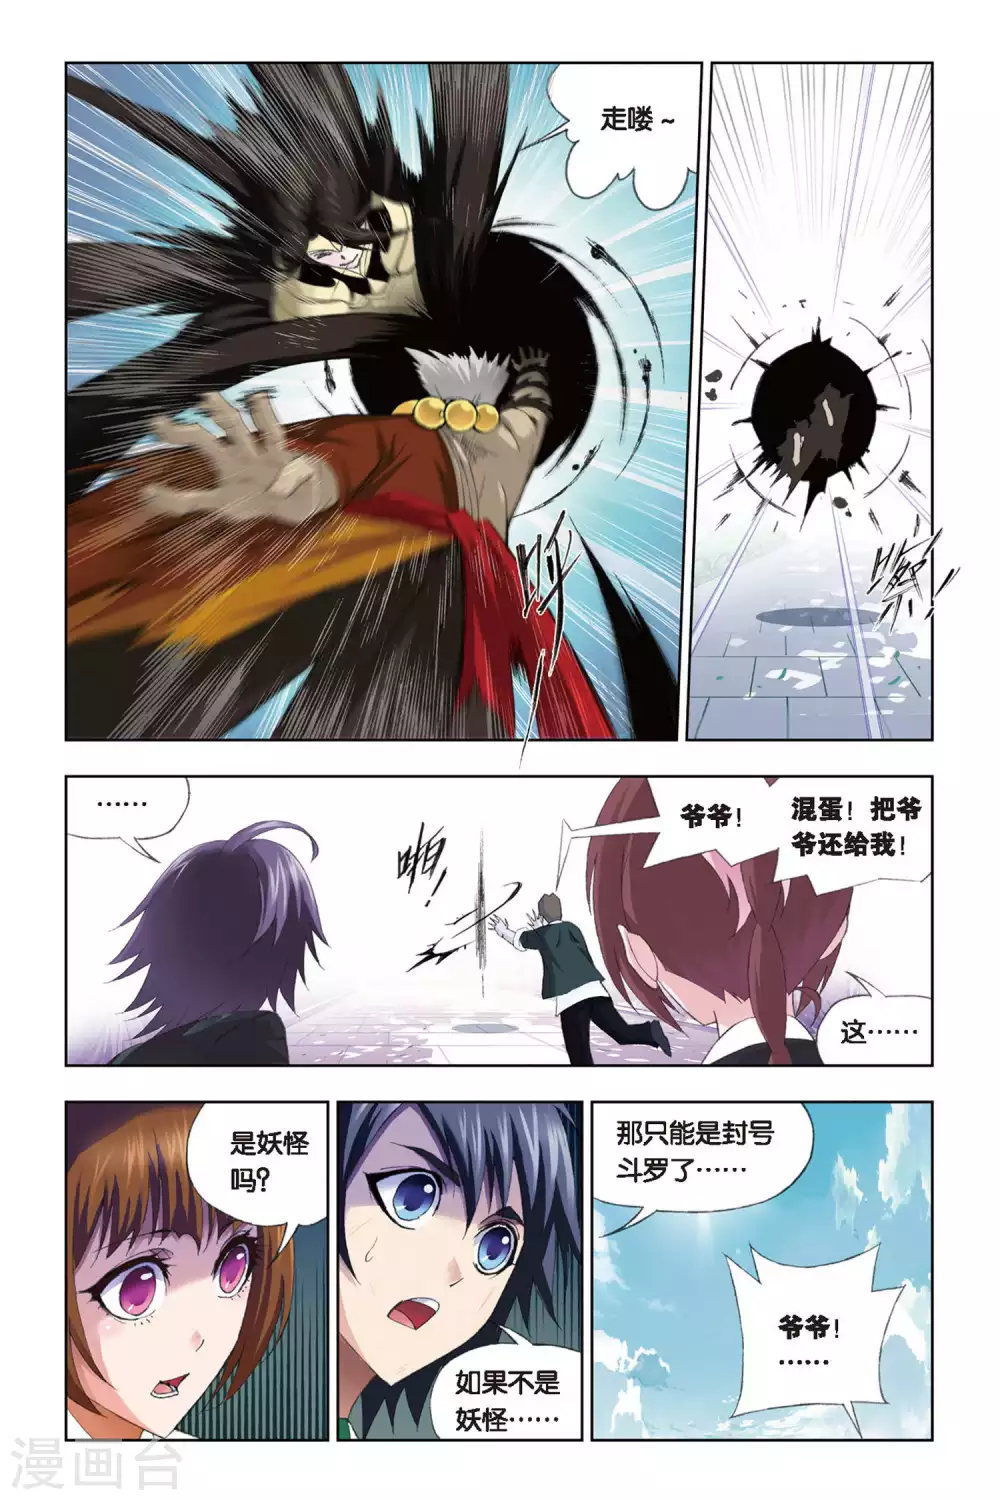 走喽~
呼
嘭！
……
啪！
爷爷！
混蛋！把爷
爷还给我！
这……
是妖怪
吗？
如果不是
妖怪……
那只能是封号
斗罗了……
爷爷！
……
漫画台